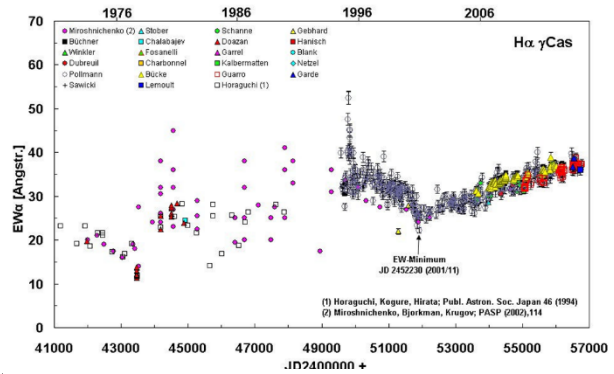 1976 1986 1996 2006
Miroshnichenko (2) Stober Schanne Gebhard
Büchner Chalabajev Doazan Hanisch
Winkler Fosanelli Garrel Blank
Dubreuil Charbonnel Kalbermatten Netzel
Pollmann Bücke Guarro Garde
Sawicki Lernoult Horaguchi (1)
Hα γCas
EWα [Angstr.]
70
60
50
40
30
20
10
0
EW-Minimum
JD 2452230 (2001/11)
(1) Horaguchi, Kogure, Hirata; Publ. Astron. Soc. Japan 46 (1994)
(2) Miroshnichenko, Bjorkman, Krugov; PASP (2002),114
41000 43000 45000 47000 49000 51000 53000 55000 57000
JD2400000 +